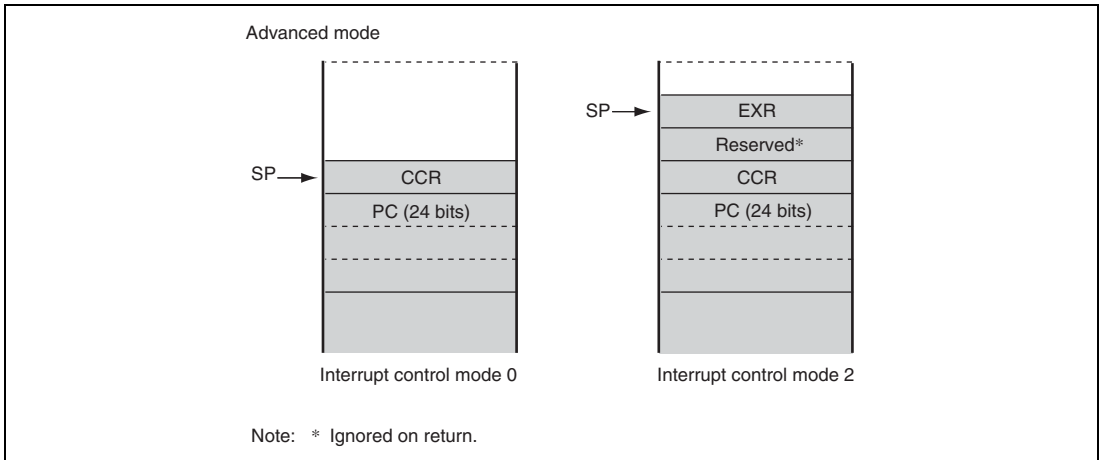 Advanced mode
SP
CCR
PC (24 bits)
Interrupt control mode 0
SP
EXR
Reserved*
CCR
PC (24 bits)
Interrupt control mode 2
Note: * Ignored on return.